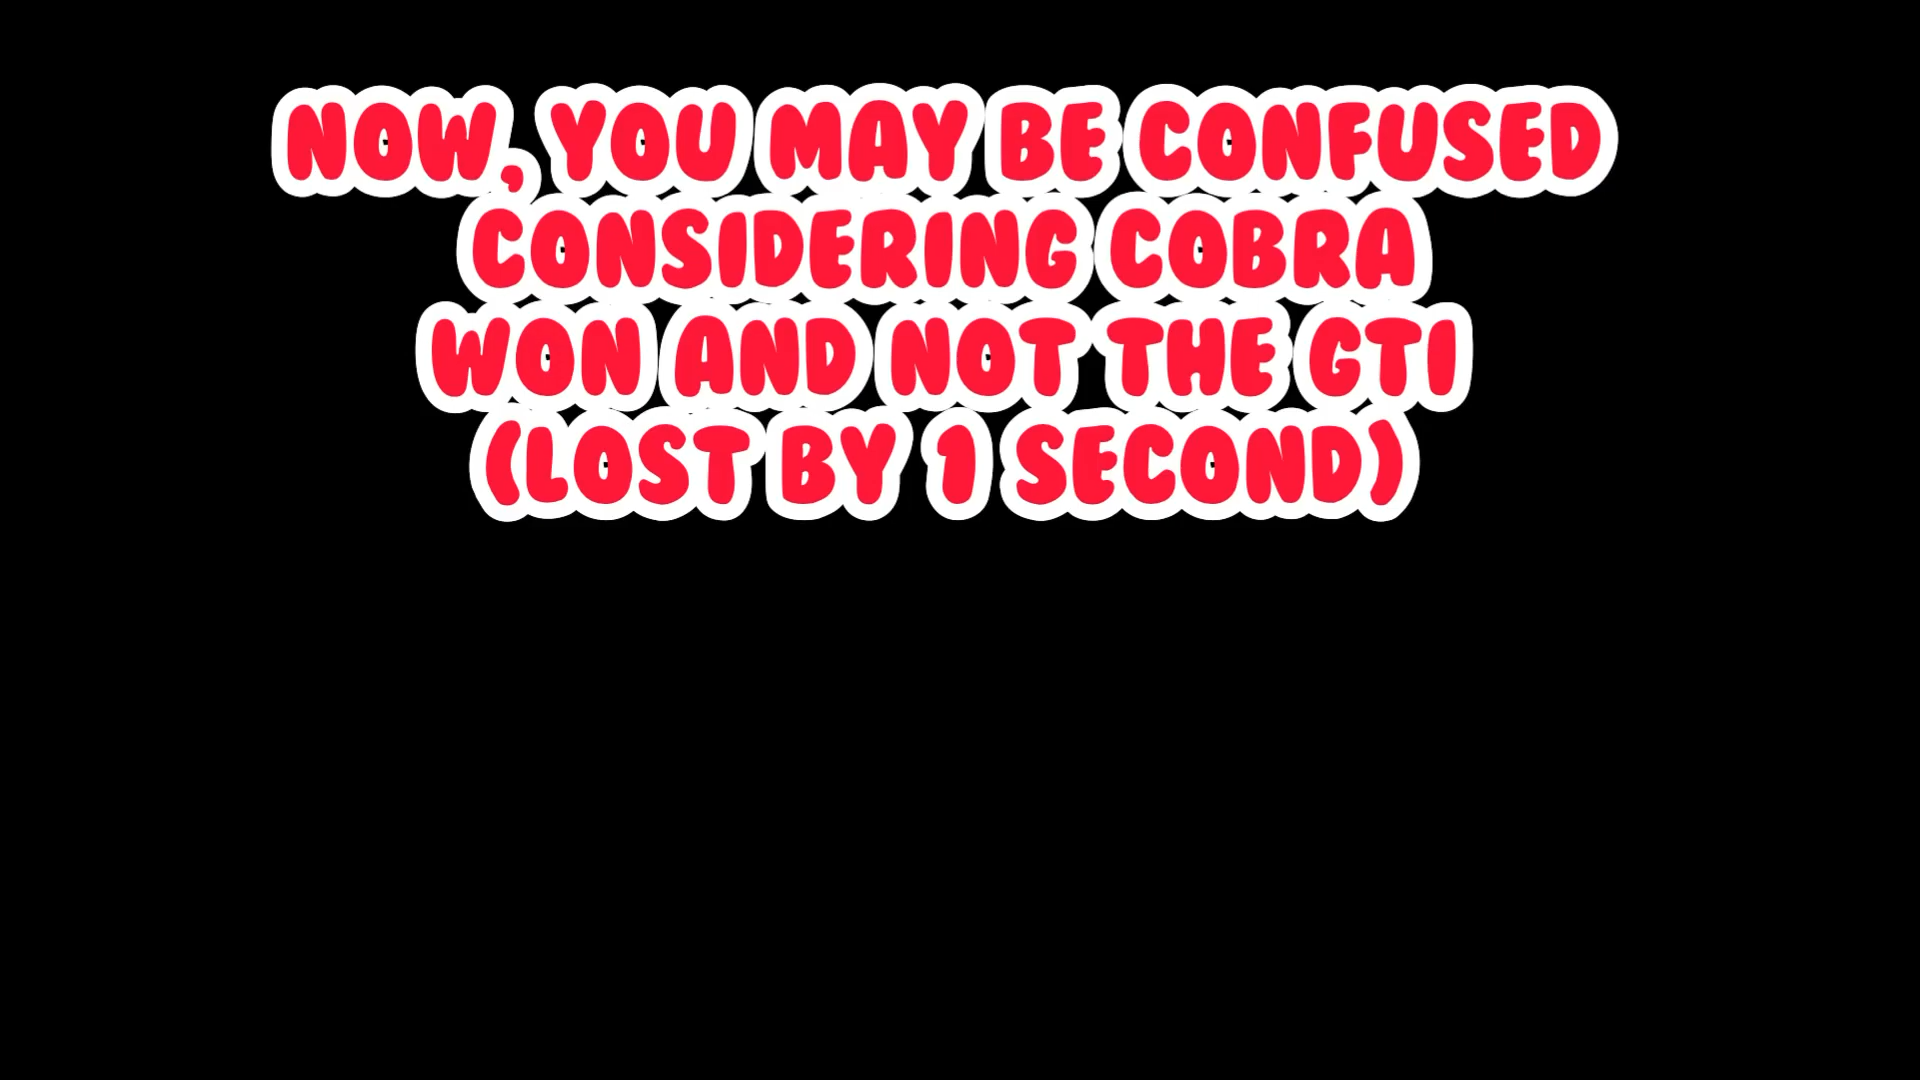 NOW, YOU MAY BE CONFUSED
CONSIDERING COBRA
WON AND NOT THE GTI
(LOST BY 1 SECOND)